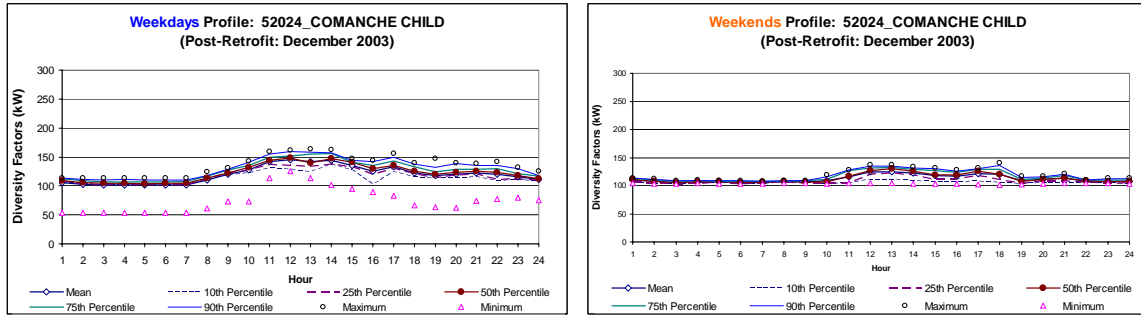 Weekdays Profile: 52024_COMANCHE CHILD
(Post-Retrofit: December 2003)
Diversity Factors (kW)
300
250
200
150
100
50
0
1 2 3 4 5 6 7 8 9 10 11 12 13 14 15 16 17 18 19 20 21 22 23 24
Hour
Mean 10th Percentile 25th Percentile 50th Percentile
75th Percentile 90th Percentile Maximum Minimum
Weekends Profile: 52024_COMANCHE CHILD
(Post-Retrofit: December 2003)
Diversity Factors (kW)
300
250
200
150
100
50
0
1 2 3 4 5 6 7 8 9 10 11 12 13 14 15 16 17 18 19 20 21 22 23 24
Hour
Mean 10th Percentile 25th Percentile 50th Percentile
75th Percentile 90th Percentile Maximum Minimum